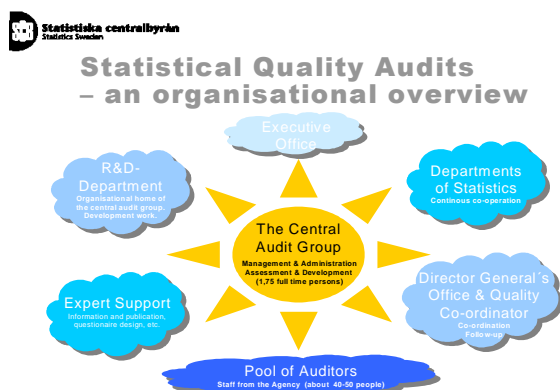 Statistiska centralbyrån
Statistics Sweden
Statistical Quality Audits
– an organisational overview
Executive
Office
R&D-
Department
Organisational home of
the central audit group.
Development work.
Departments
of Statistics
Continous co-operation
The Central
Audit Group
Management & Administration
Assessment & Development
(1,75 full time persons)
Expert Support
Information and publication,
questionaire design, etc.
Director General´s
Office & Quality
Co-ordinator
Co-ordination
Follow-up
Pool of Auditors
Staff from the Agency (about 40-50 people)